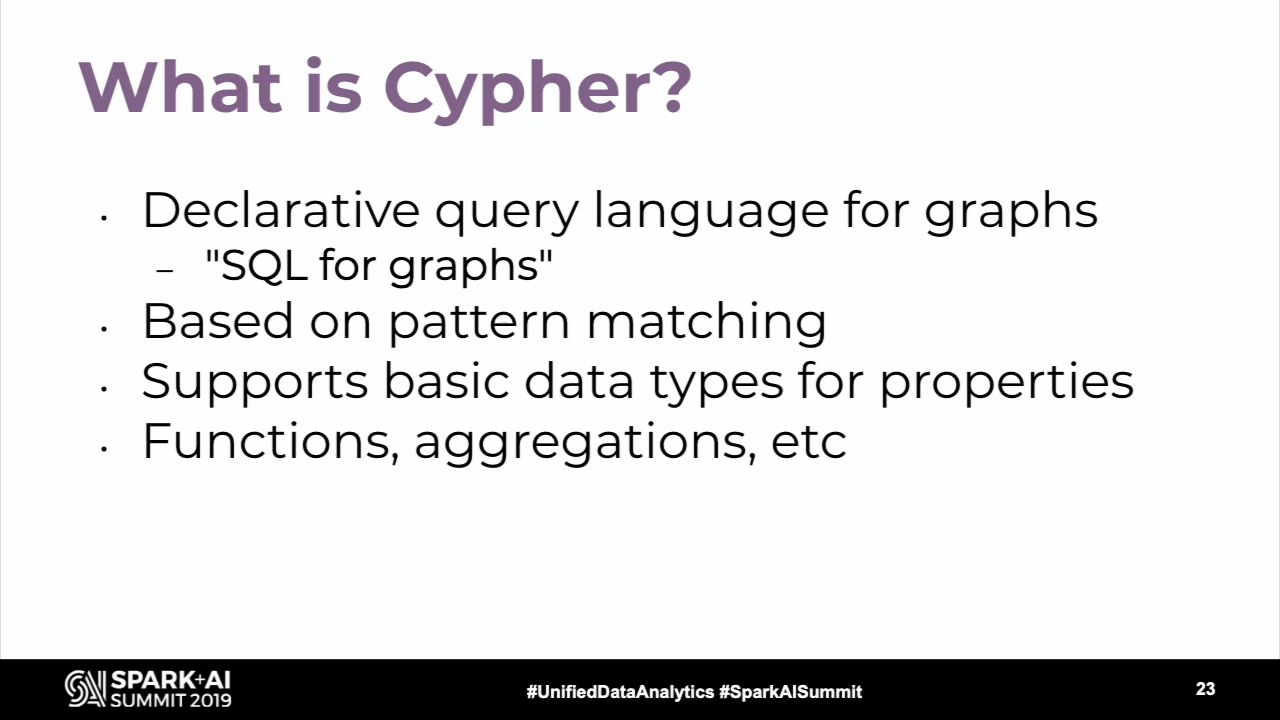 What is Cypher?
· Declarative query language for graphs
– "SQL for graphs"
· Based on pattern matching
· Supports basic data types for properties
· Functions, aggregations, etc
SPARK+AI
SUMMIT 2019
#UnifiedDataAnalytics #SparkAISummit
23